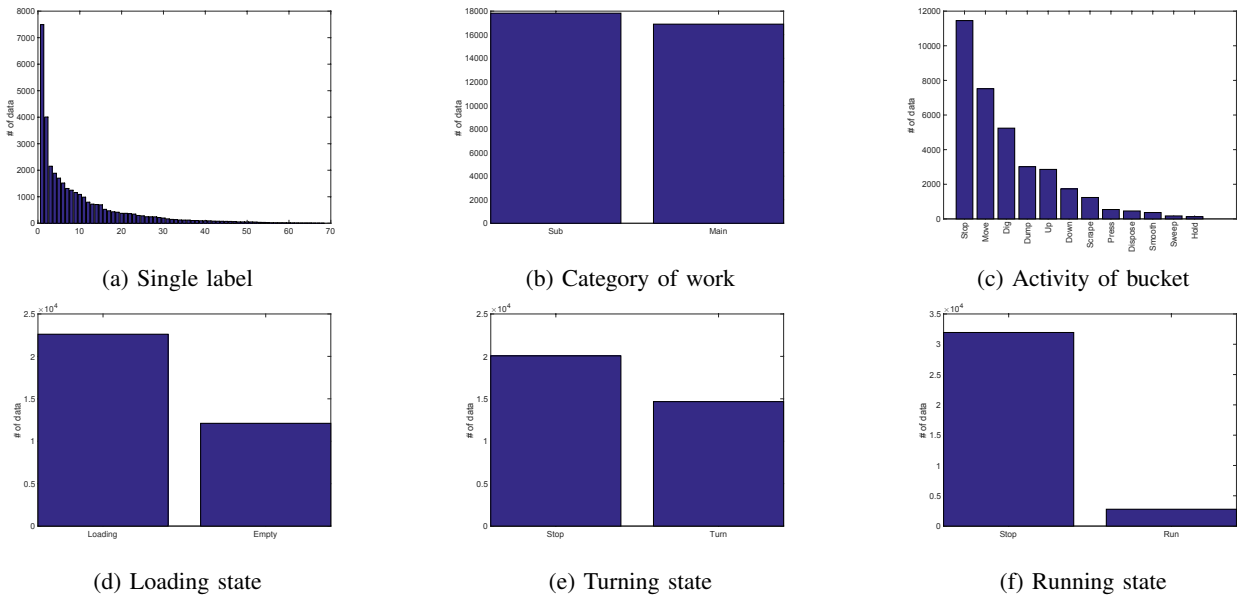 8000
7000
6000
5000
4000
3000
2000
1000
0
# of data
0 10 20 30 40 50 60 70
(a) Single label
18000
16000
14000
12000
10000
8000
6000
4000
2000
0
# of data
Sub Main
(b) Category of work
12000
10000
8000
6000
4000
2000
0
# of data
Stop Move Dig Dump Up Down Scrape Press Dispose Smooth Sweep Hold
(c) Activity of bucket
×10^4
2.5
2
1.5
1
0.5
0
# of data
Loading Empty
(d) Loading state
×10^4
2.5
2
1.5
1
0.5
0
# of data
Stop Turn
(e) Turning state
×10^4
3.5
3
2.5
2
1.5
1
0.5
0
# of data
Stop Run
(f) Running state